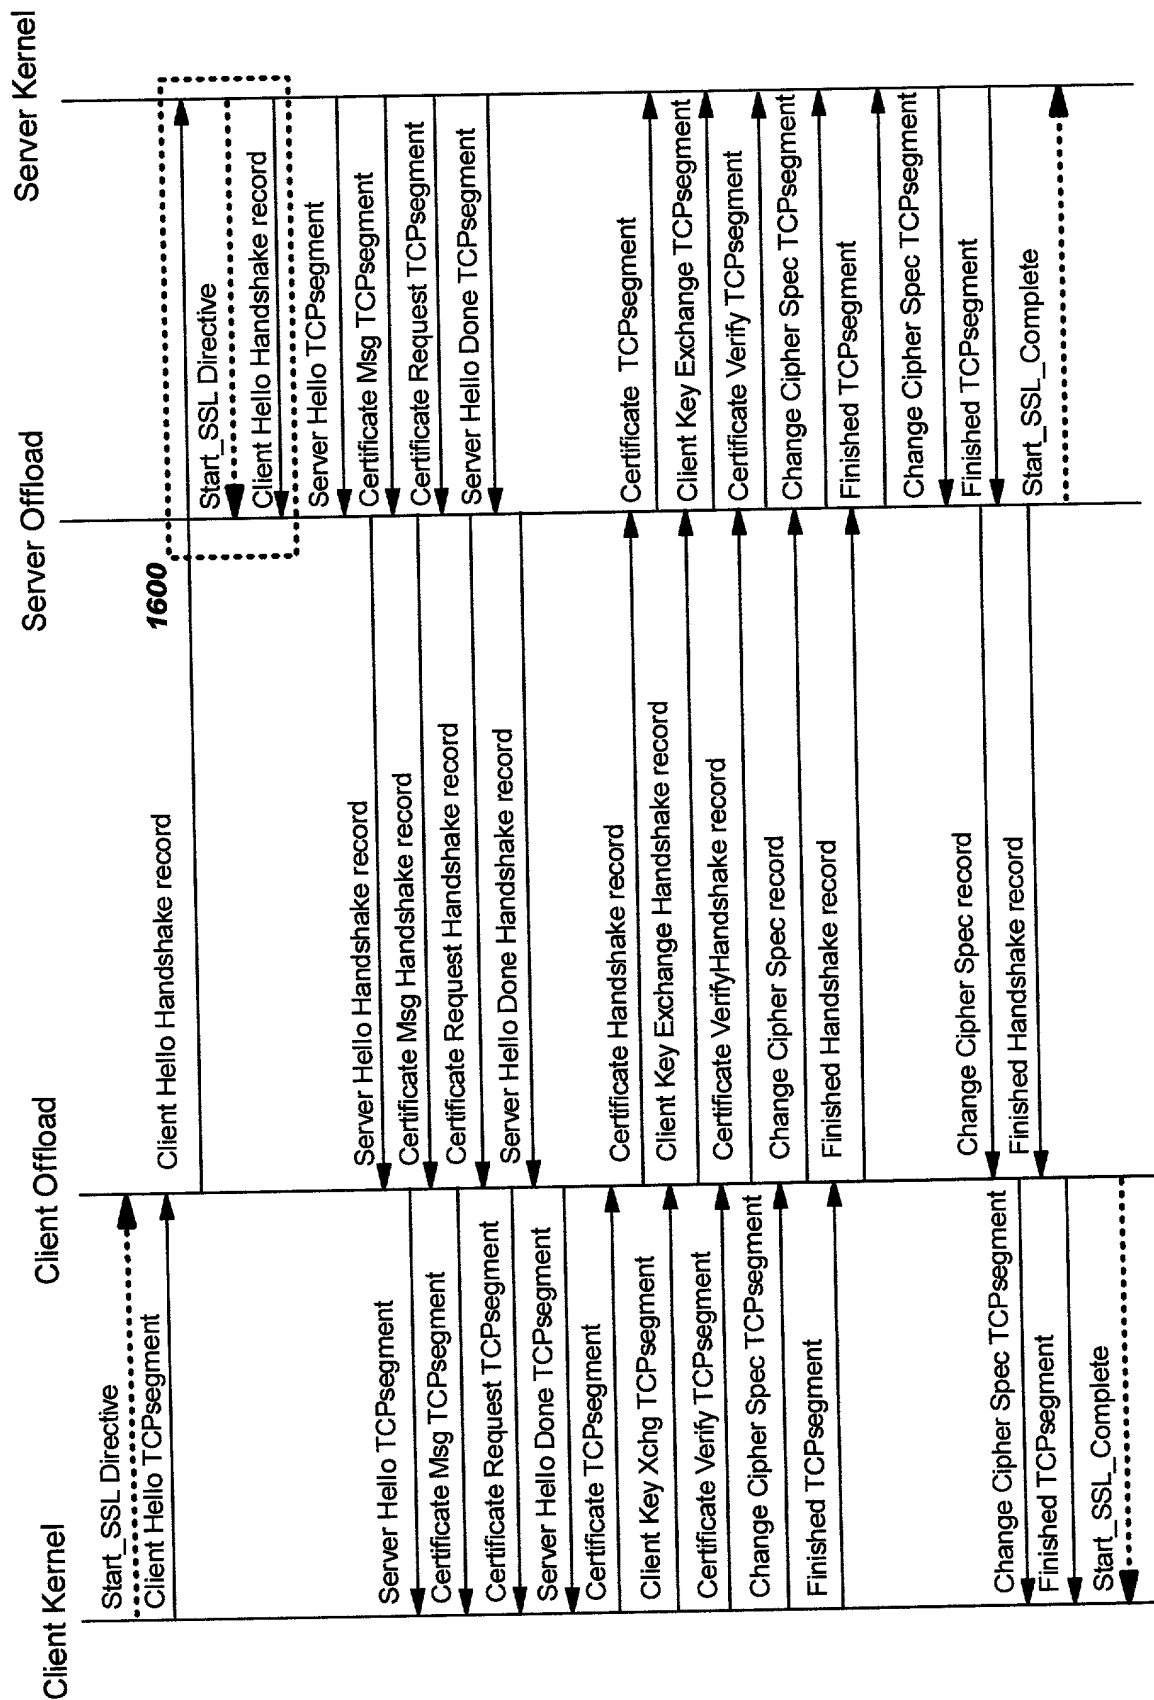 Client Kernel
Client Offload
Server Offload
Server Kernel
Start_SSL Directive
Client Hello TCPsegment
Client Hello Handshake record
1600
Start_SSL Directive
Client Hello Handshake record
Server Hello TCPsegment
Certificate Msg TCPsegment
Certificate Request TCPsegment
Server Hello Done TCPsegment
Server Hello Handshake record
Certificate Msg Handshake record
Certificate Request Handshake record
Server Hello Done Handshake record
Server Hello TCPsegment
Certificate Msg TCPsegment
Certificate Request TCPsegment
Server Hello Done TCPsegment
Certificate TCPsegment
Client Key Xchg TCPsegment
Certificate Verify TCPsegment
Change Cipher Spec TCPsegment
Finished TCPsegment
Certificate Handshake record
Client Key Exchange Handshake record
Certificate VerifyHandshake record
Change Cipher Spec record
Finished Handshake record
Certificate TCPsegment
Client Key Exchange TCPsegment
Certificate Verify TCPsegment
Change Cipher Spec TCPsegment
Finished TCPsegment
Change Cipher Spec TCPsegment
Finished TCPsegment
Start_SSL_Complete
Change Cipher Spec record
Finished Handshake record
Change Cipher Spec TCPsegment
Finished TCPsegment
Start_SSL_Complete